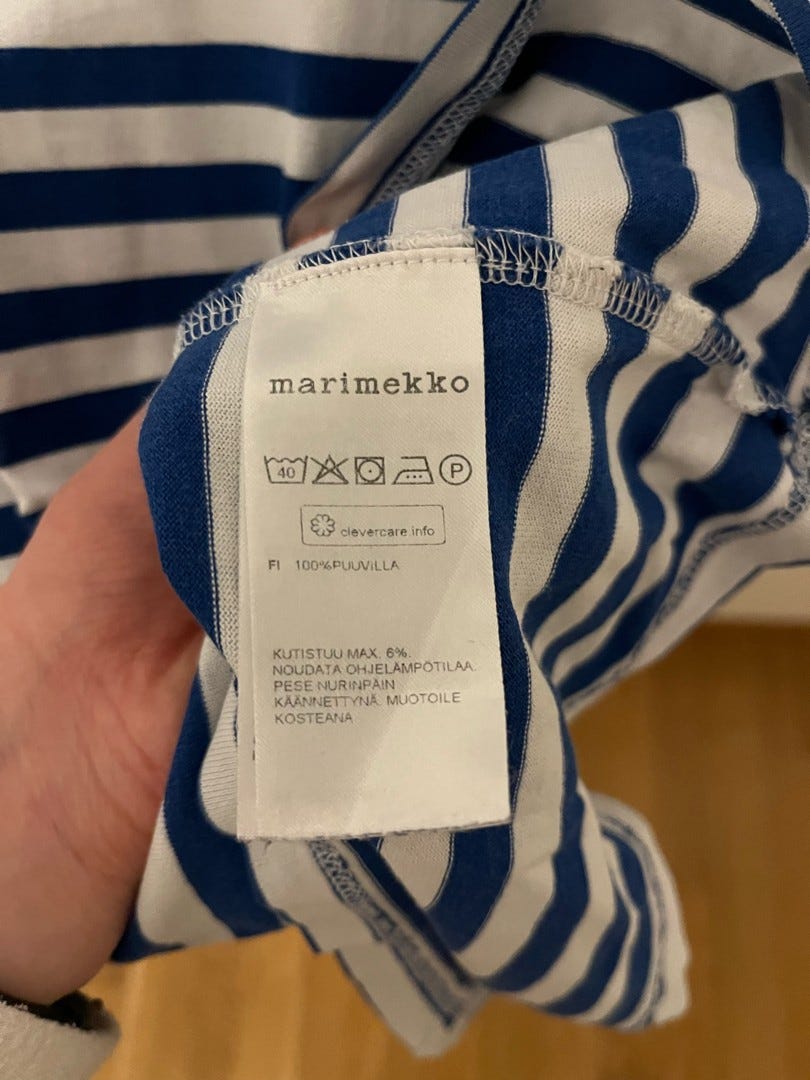 marimekko
40 P
clevercare.info
FI 100%PUUVILLA
KUTISTUU MAX. 6%.
NOUDATA OHJELÄMPÖTILAA.
PESE NURINPÄIN
KÄÄNNETTYNÄ. MUOTOILE
KOSTEANA